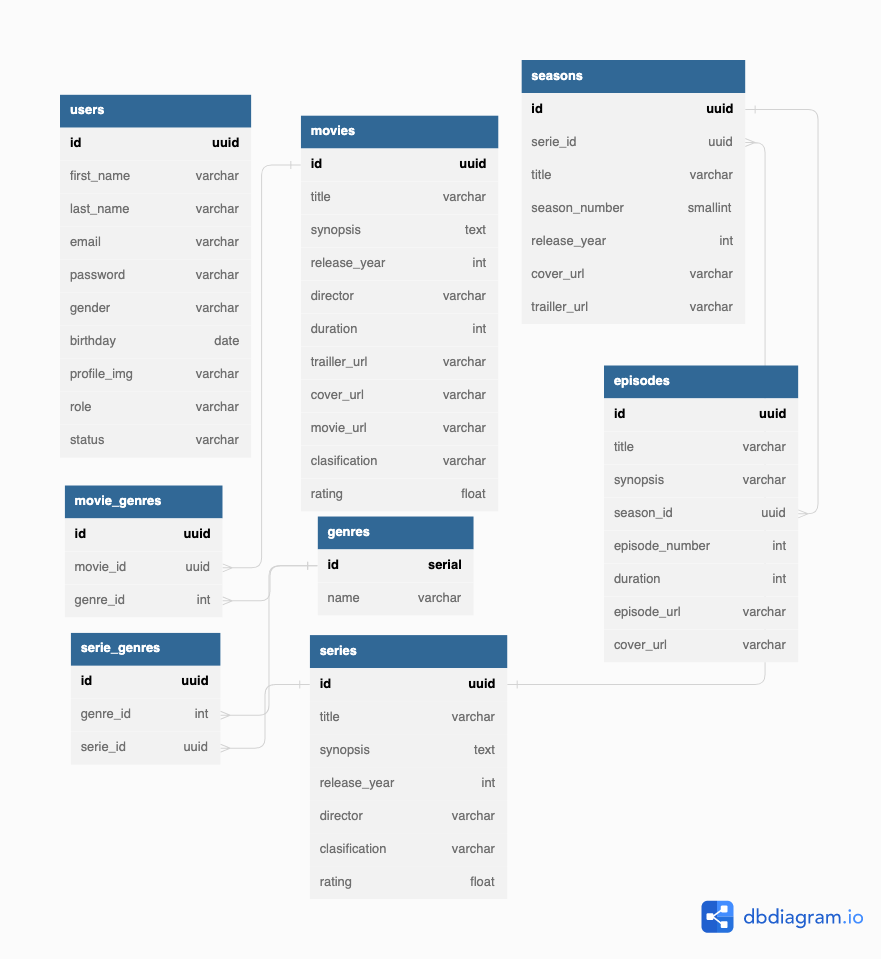 users
id uuid
first_name varchar
last_name varchar
email varchar
password varchar
gender varchar
birthday date
profile_img varchar
role varchar
status varchar
movies
id uuid
title varchar
synopsis text
release_year int
director varchar
duration int
trailler_url varchar
cover_url varchar
movie_url varchar
clasification varchar
rating float
seasons
id uuid
serie_id uuid
title varchar
season_number smallint
release_year int
cover_url varchar
trailler_url varchar
episodes
id uuid
title varchar
synopsis varchar
season_id uuid
episode_number int
duration int
episode_url varchar
cover_url varchar
movie_genres
id uuid
movie_id uuid
genre_id int
genres
id serial
name varchar
serie_genres
id uuid
genre_id int
serie_id uuid
series
id uuid
title varchar
synopsis text
release_year int
director varchar
clasification varchar
rating float
dbdiagram.io